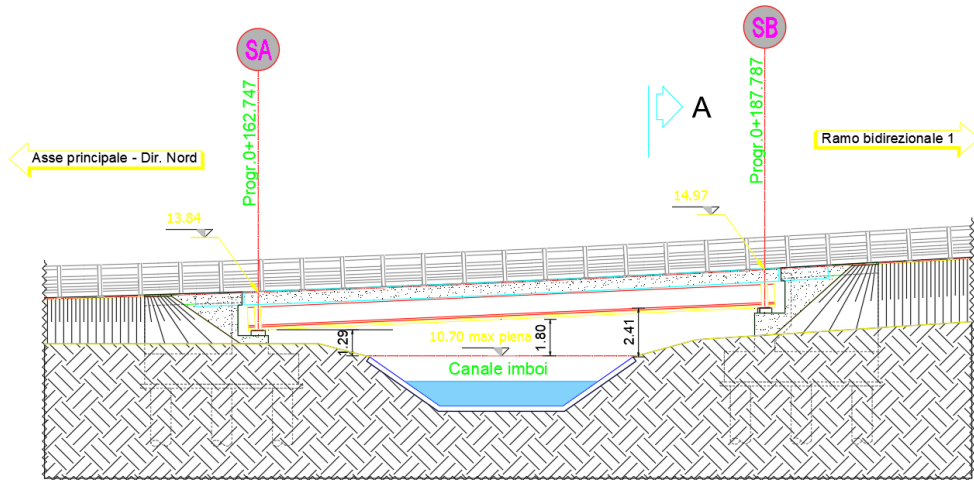 SA
SB
Progr.0+162.747
Progr.0+187.787
A
Asse principale - Dir. Nord
Ramo bidirezionale 1
13.84
14.97
1.29
10.70 max piena
1.80
2.41
Canale imboi